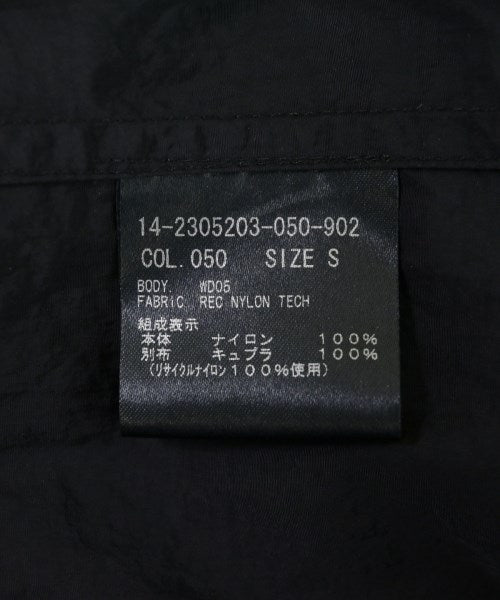 14-2305203-050-902
COL.050 SIZE S
BODY. WD05
FABRIC. REC NYLON TECH
組成表示
本体 ナイロン 100%
別布 キュプラ 100%
(リサイクルナイロン100%使用)